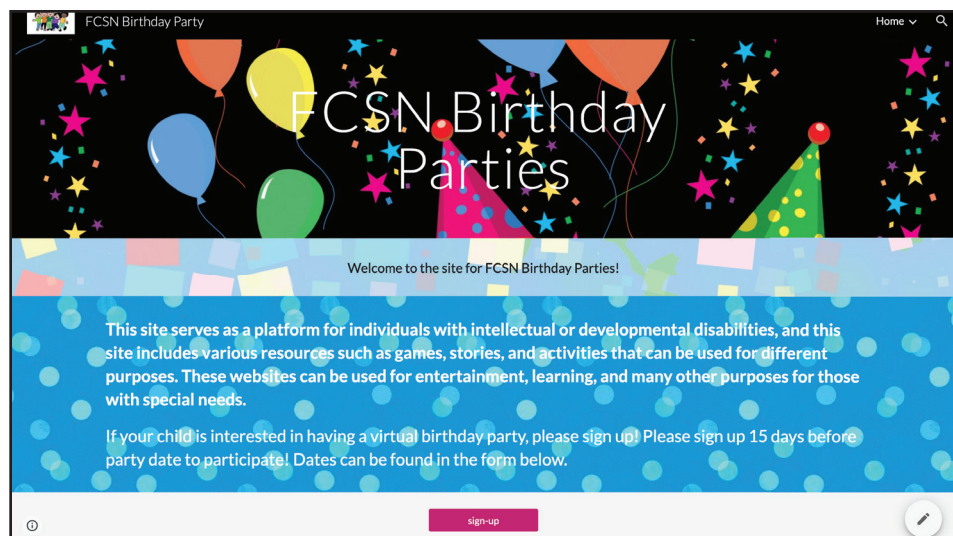 FCSN Birthday Party
Home
FCSN Birthday
Parties
Welcome to the site for FCSN Birthday Parties!
This site serves as a platform for individuals with intellectual or developmental disabilities, and this
site includes various resources such as games, stories, and activities that can be used for different
purposes. These websites can be used for entertainment, learning, and many other purposes for those
with special needs.
If your child is interested in having a virtual birthday party, please sign up! Please sign up 15 days before
party date to participate! Dates can be found in the form below.
sign-up